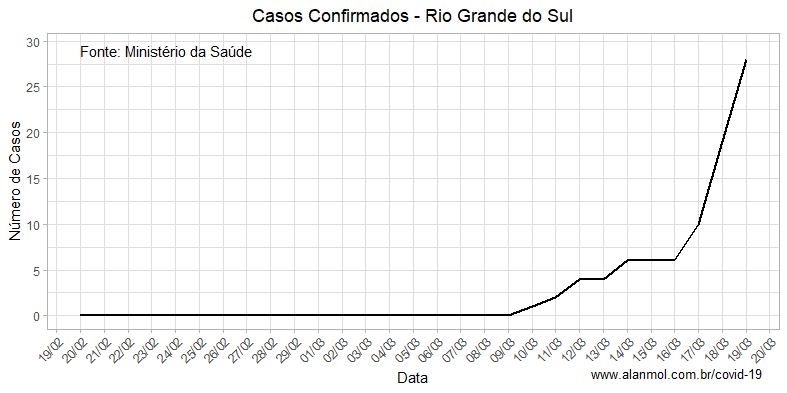 Casos Confirmados - Rio Grande do Sul
Fonte: Ministério da Saúde
Número de Casos
30
25
20
15
10
5
0
19/02 20/02 21/02 22/02 23/02 24/02 25/02 26/02 27/02 28/02 29/02 01/03 02/03 03/03 04/03 05/03 06/03 07/03 08/03 09/03 10/03 11/03 12/03 13/03 14/03 15/03 16/03 17/03 18/03 19/03 20/03
Data
www.alanmol.com.br/covid-19